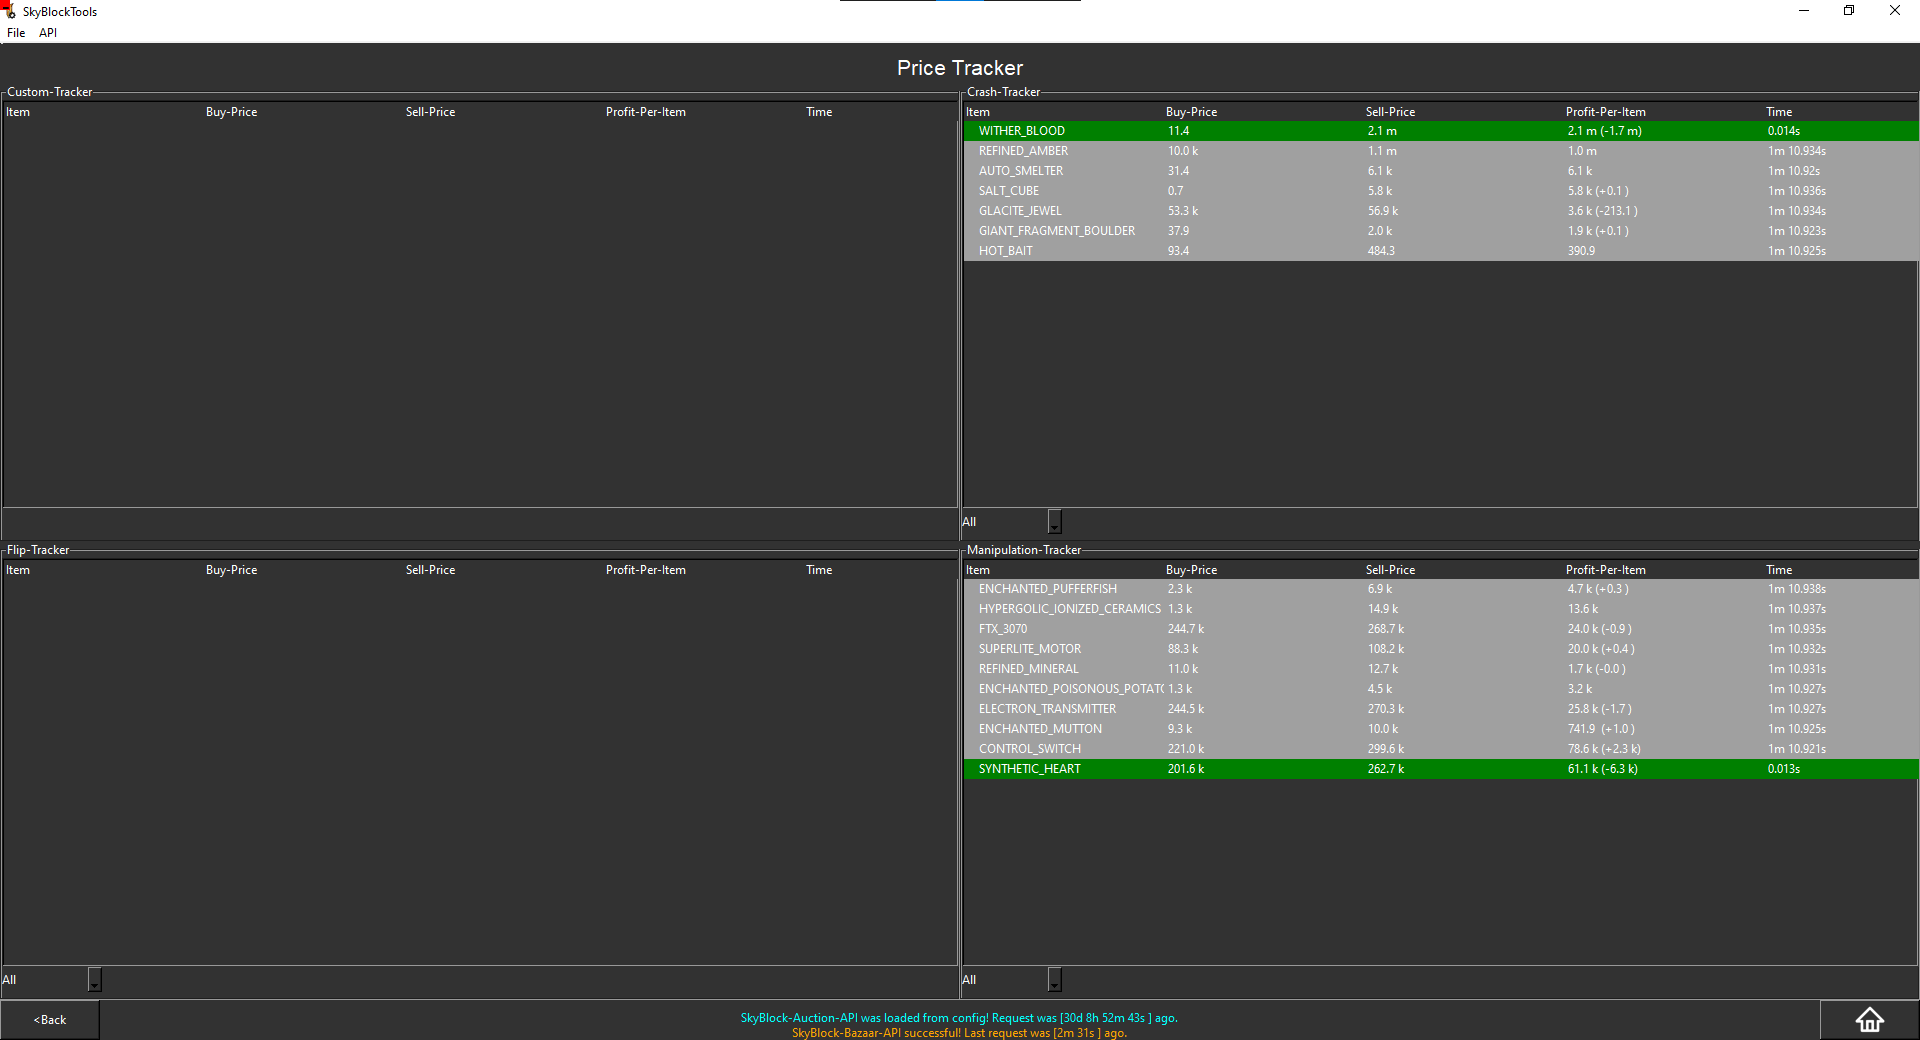 SkyBlockTools
File API
Price Tracker
Custom-Tracker
Item Buy-Price Sell-Price Profit-Per-Item Time
Crash-Tracker
Item Buy-Price Sell-Price Profit-Per-Item Time
WITHER_BLOOD 11.4 2.1 m 2.1 m (-1.7 m) 0.014s
REFINED_AMBER 10.0 k 1.1 m 1.0 m 1m 10.934s
AUTO_SMELTER 31.4 6.1 k 6.1 k 1m 10.92s
SALT_CUBE 0.7 5.8 k 5.8 k (+0.1 ) 1m 10.936s
GLACITE_JEWEL 53.3 k 56.9 k 3.6 k (-213.1 ) 1m 10.934s
GIANT_FRAGMENT_BOULDER 37.9 2.0 k 1.9 k (+0.1 ) 1m 10.923s
HOT_BAIT 93.4 484.3 390.9 1m 10.925s
All
Flip-Tracker
Item Buy-Price Sell-Price Profit-Per-Item Time
All
Manipulation-Tracker
Item Buy-Price Sell-Price Profit-Per-Item Time
ENCHANTED_PUFFERFISH 2.3 k 6.9 k 4.7 k (+0.3 ) 1m 10.938s
HYPERGOLIC_IONIZED_CERAMICS 1.3 k 14.9 k 13.6 k 1m 10.937s
FTX_3070 244.7 k 268.7 k 24.0 k (-0.9 ) 1m 10.935s
SUPERLITE_MOTOR 88.3 k 108.2 k 20.0 k (+0.4 ) 1m 10.932s
REFINED_MINERAL 11.0 k 12.7 k 1.7 k (-0.0 ) 1m 10.931s
ENCHANTED_POISONOUS_POTATO 1.3 k 4.5 k 3.2 k 1m 10.927s
ELECTRON_TRANSMITTER 244.5 k 270.3 k 25.8 k (-1.7 ) 1m 10.927s
ENCHANTED_MUTTON 9.3 k 10.0 k 741.9 (+1.0 ) 1m 10.925s
CONTROL_SWITCH 221.0 k 299.6 k 78.6 k (+2.3 k) 1m 10.921s
SYNTHETIC_HEART 201.6 k 262.7 k 61.1 k (-6.3 k) 0.013s
All
<Back
SkyBlock-Auction-API was loaded from config! Request was [30d 8h 52m 43s ] ago.
SkyBlock-Bazaar-API successful! Last request was [2m 31s ] ago.